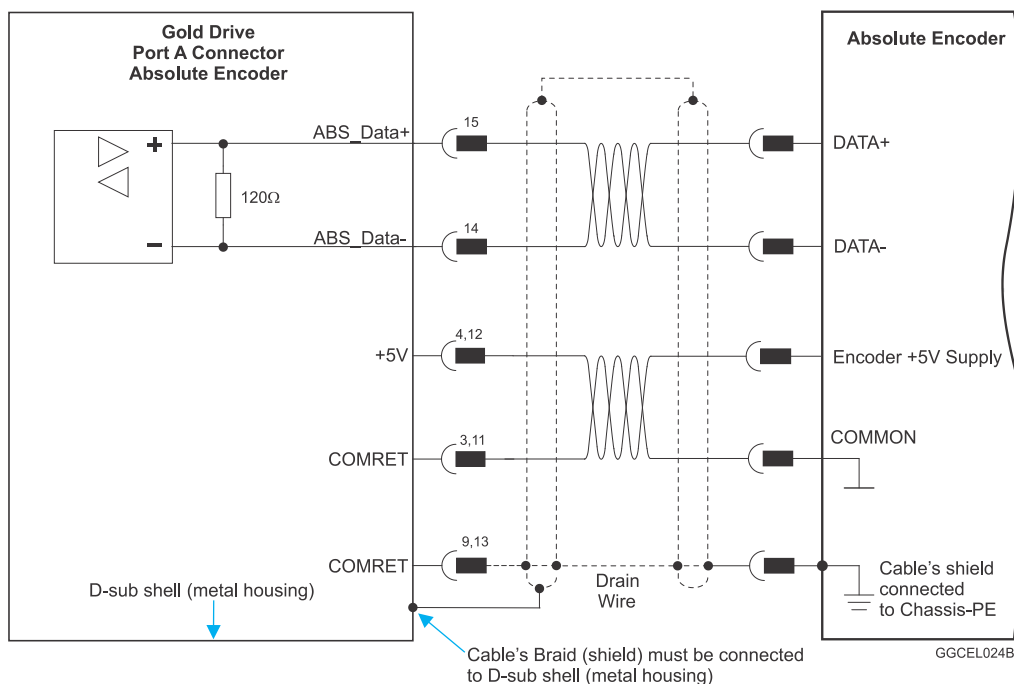 Gold Drive
Port A Connector
Absolute Encoder
Absolute Encoder
ABS_Data+
15
DATA+
+
120Ω
−
ABS_Data-
14
DATA-
+5V
4,12
Encoder +5V Supply
COMRET
3,11
COMMON
COMRET
9,13
Drain
Wire
Cable's shield
connected
to Chassis-PE
D-sub shell (metal housing)
Cable's Braid (shield) must be connected
to D-sub shell (metal housing)
GGCEL024B